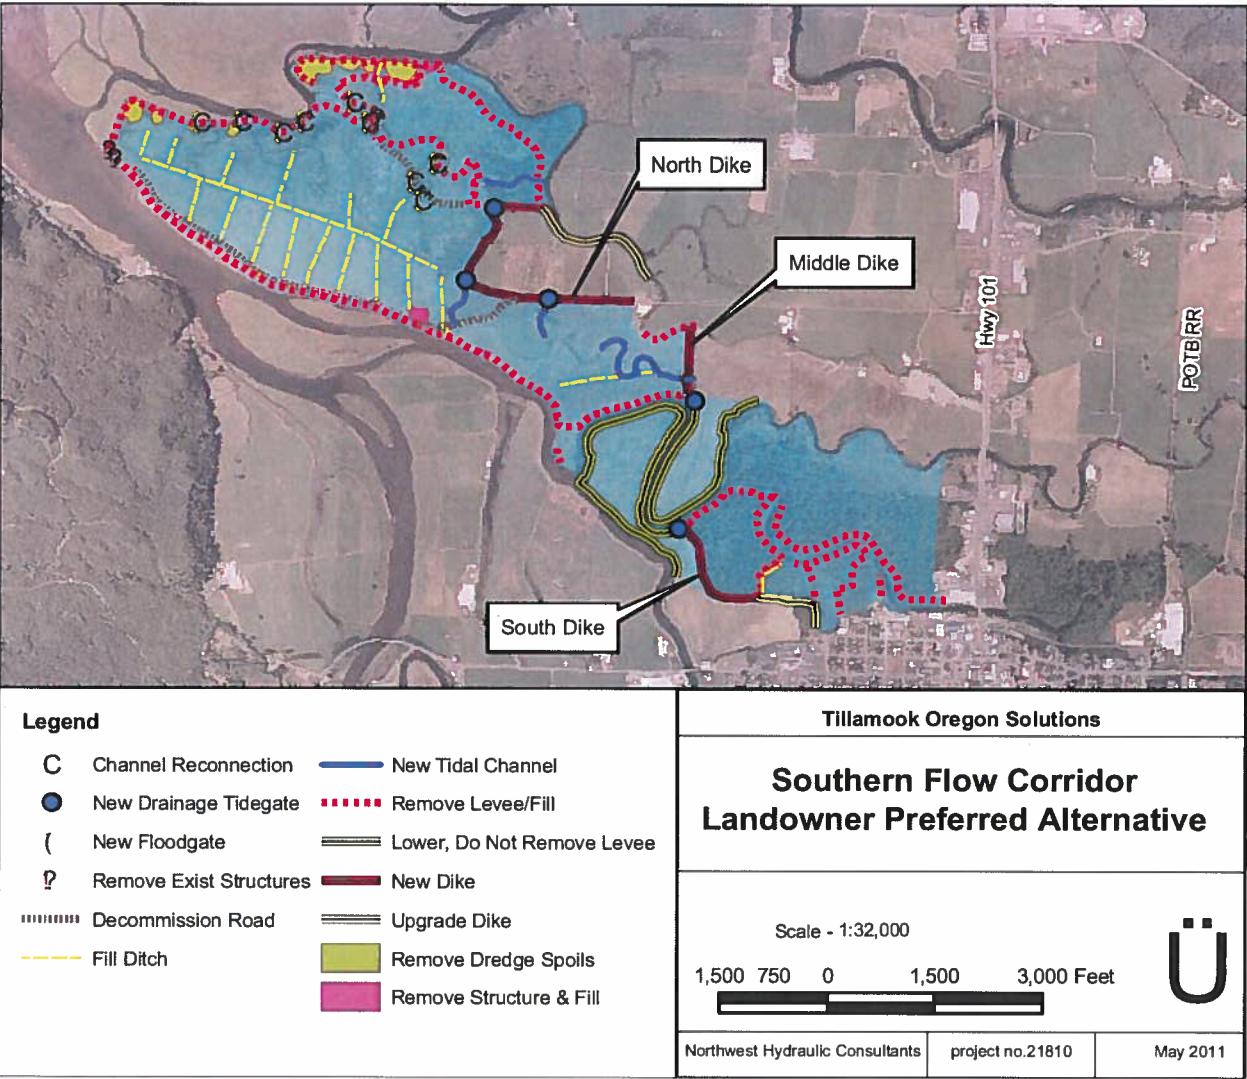 North Dike
Middle Dike
Hwy 101
POTB RR
South Dike
Legend
C Channel Reconnection
New Drainage Tidegate
( New Floodgate
? Remove Exist Structures
Decommission Road
Fill Ditch
New Tidal Channel
Remove Levee/Fill
Lower, Do Not Remove Levee
New Dike
Upgrade Dike
Remove Dredge Spoils
Remove Structure & Fill
Tillamook Oregon Solutions
Southern Flow Corridor
Landowner Preferred Alternative
Scale - 1:32,000
1,500 750 0 1,500 3,000 Feet
Ü
Northwest Hydraulic Consultants
project no.21810
May 2011